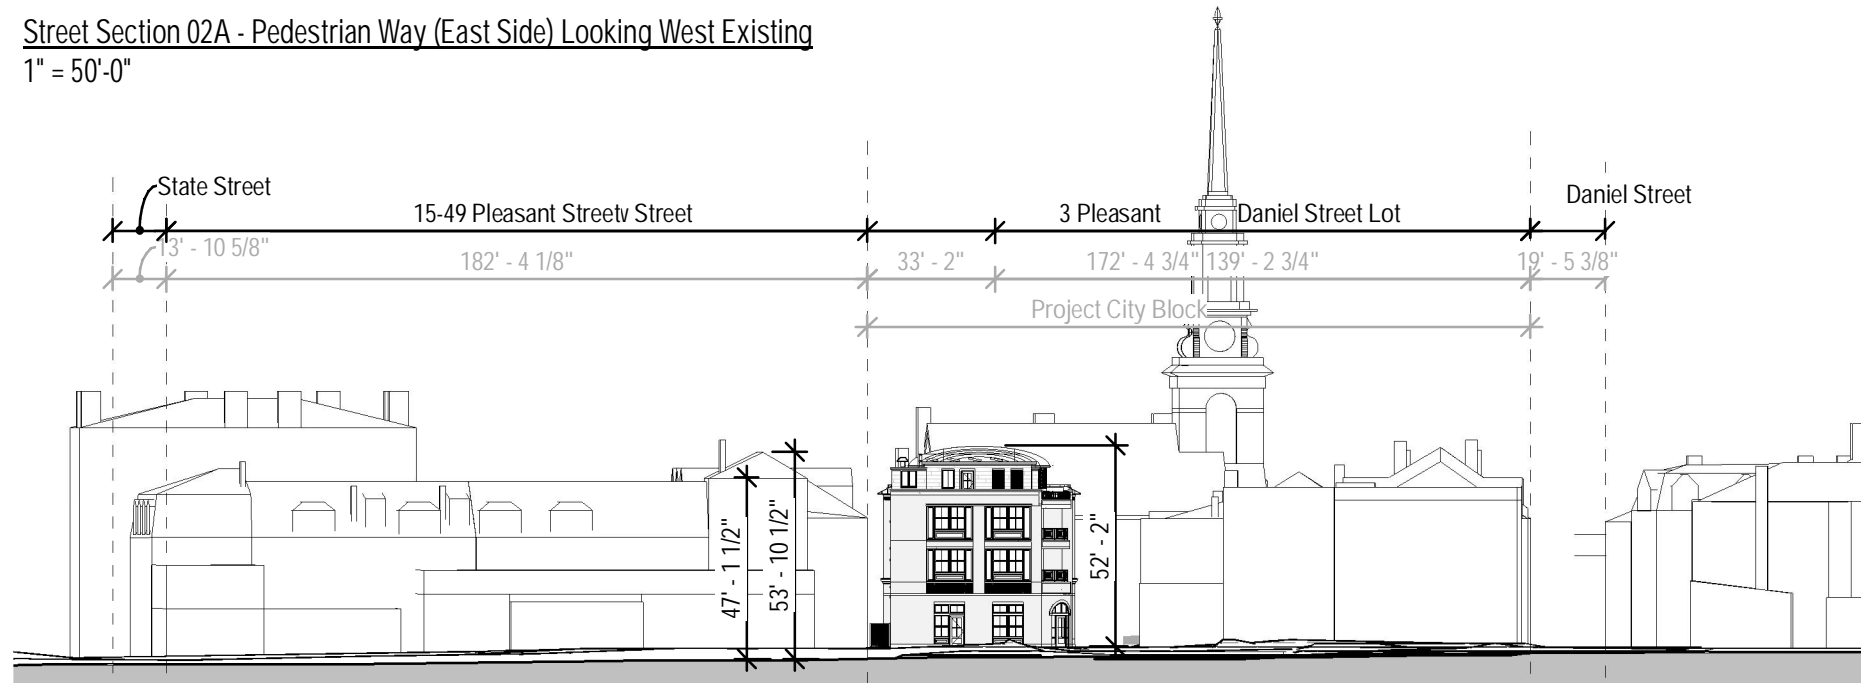 Street Section 02A - Pedestrian Way (East Side) Looking West Existing
1" = 50'-0"
State Street
15-49 Pleasant Streetv Street
3 Pleasant
Daniel Street Lot
Daniel Street
13' - 10 5/8"
182' - 4 1/8"
33' - 2"
172' - 4 3/4"
139' - 2 3/4"
19' - 5 3/8"
Project City Block
47' - 1 1/2"
53' - 10 1/2"
52' - 2"